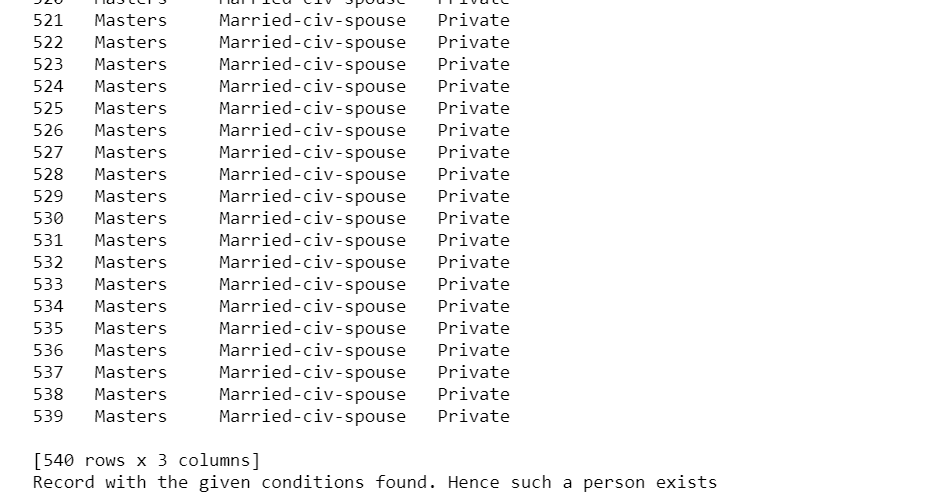 520 Masters Married-civ-spouse Private
521 Masters Married-civ-spouse Private
522 Masters Married-civ-spouse Private
523 Masters Married-civ-spouse Private
524 Masters Married-civ-spouse Private
525 Masters Married-civ-spouse Private
526 Masters Married-civ-spouse Private
527 Masters Married-civ-spouse Private
528 Masters Married-civ-spouse Private
529 Masters Married-civ-spouse Private
530 Masters Married-civ-spouse Private
531 Masters Married-civ-spouse Private
532 Masters Married-civ-spouse Private
533 Masters Married-civ-spouse Private
534 Masters Married-civ-spouse Private
535 Masters Married-civ-spouse Private
536 Masters Married-civ-spouse Private
537 Masters Married-civ-spouse Private
538 Masters Married-civ-spouse Private
539 Masters Married-civ-spouse Private
[540 rows x 3 columns]
Record with the given conditions found. Hence such a person exists